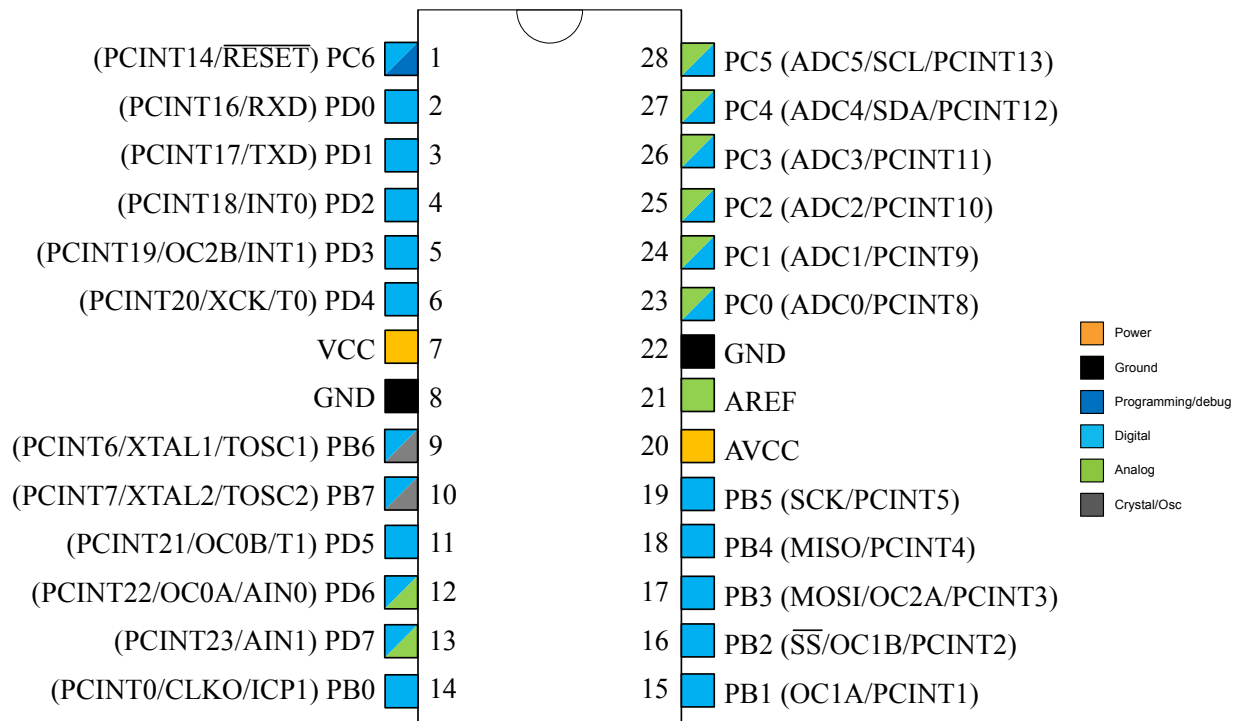 (PCINT14/RESET) PC6 1
(PCINT16/RXD) PD0 2
(PCINT17/TXD) PD1 3
(PCINT18/INT0) PD2 4
(PCINT19/OC2B/INT1) PD3 5
(PCINT20/XCK/T0) PD4 6
VCC 7
GND 8
(PCINT6/XTAL1/TOSC1) PB6 9
(PCINT7/XTAL2/TOSC2) PB7 10
(PCINT21/OC0B/T1) PD5 11
(PCINT22/OC0A/AIN0) PD6 12
(PCINT23/AIN1) PD7 13
(PCINT0/CLKO/ICP1) PB0 14
28 PC5 (ADC5/SCL/PCINT13)
27 PC4 (ADC4/SDA/PCINT12)
26 PC3 (ADC3/PCINT11)
25 PC2 (ADC2/PCINT10)
24 PC1 (ADC1/PCINT9)
23 PC0 (ADC0/PCINT8)
22 GND
21 AREF
20 AVCC
19 PB5 (SCK/PCINT5)
18 PB4 (MISO/PCINT4)
17 PB3 (MOSI/OC2A/PCINT3)
16 PB2 (SS/OC1B/PCINT2)
15 PB1 (OC1A/PCINT1)
Power
Ground
Programming/debug
Digital
Analog
Crystal/Osc